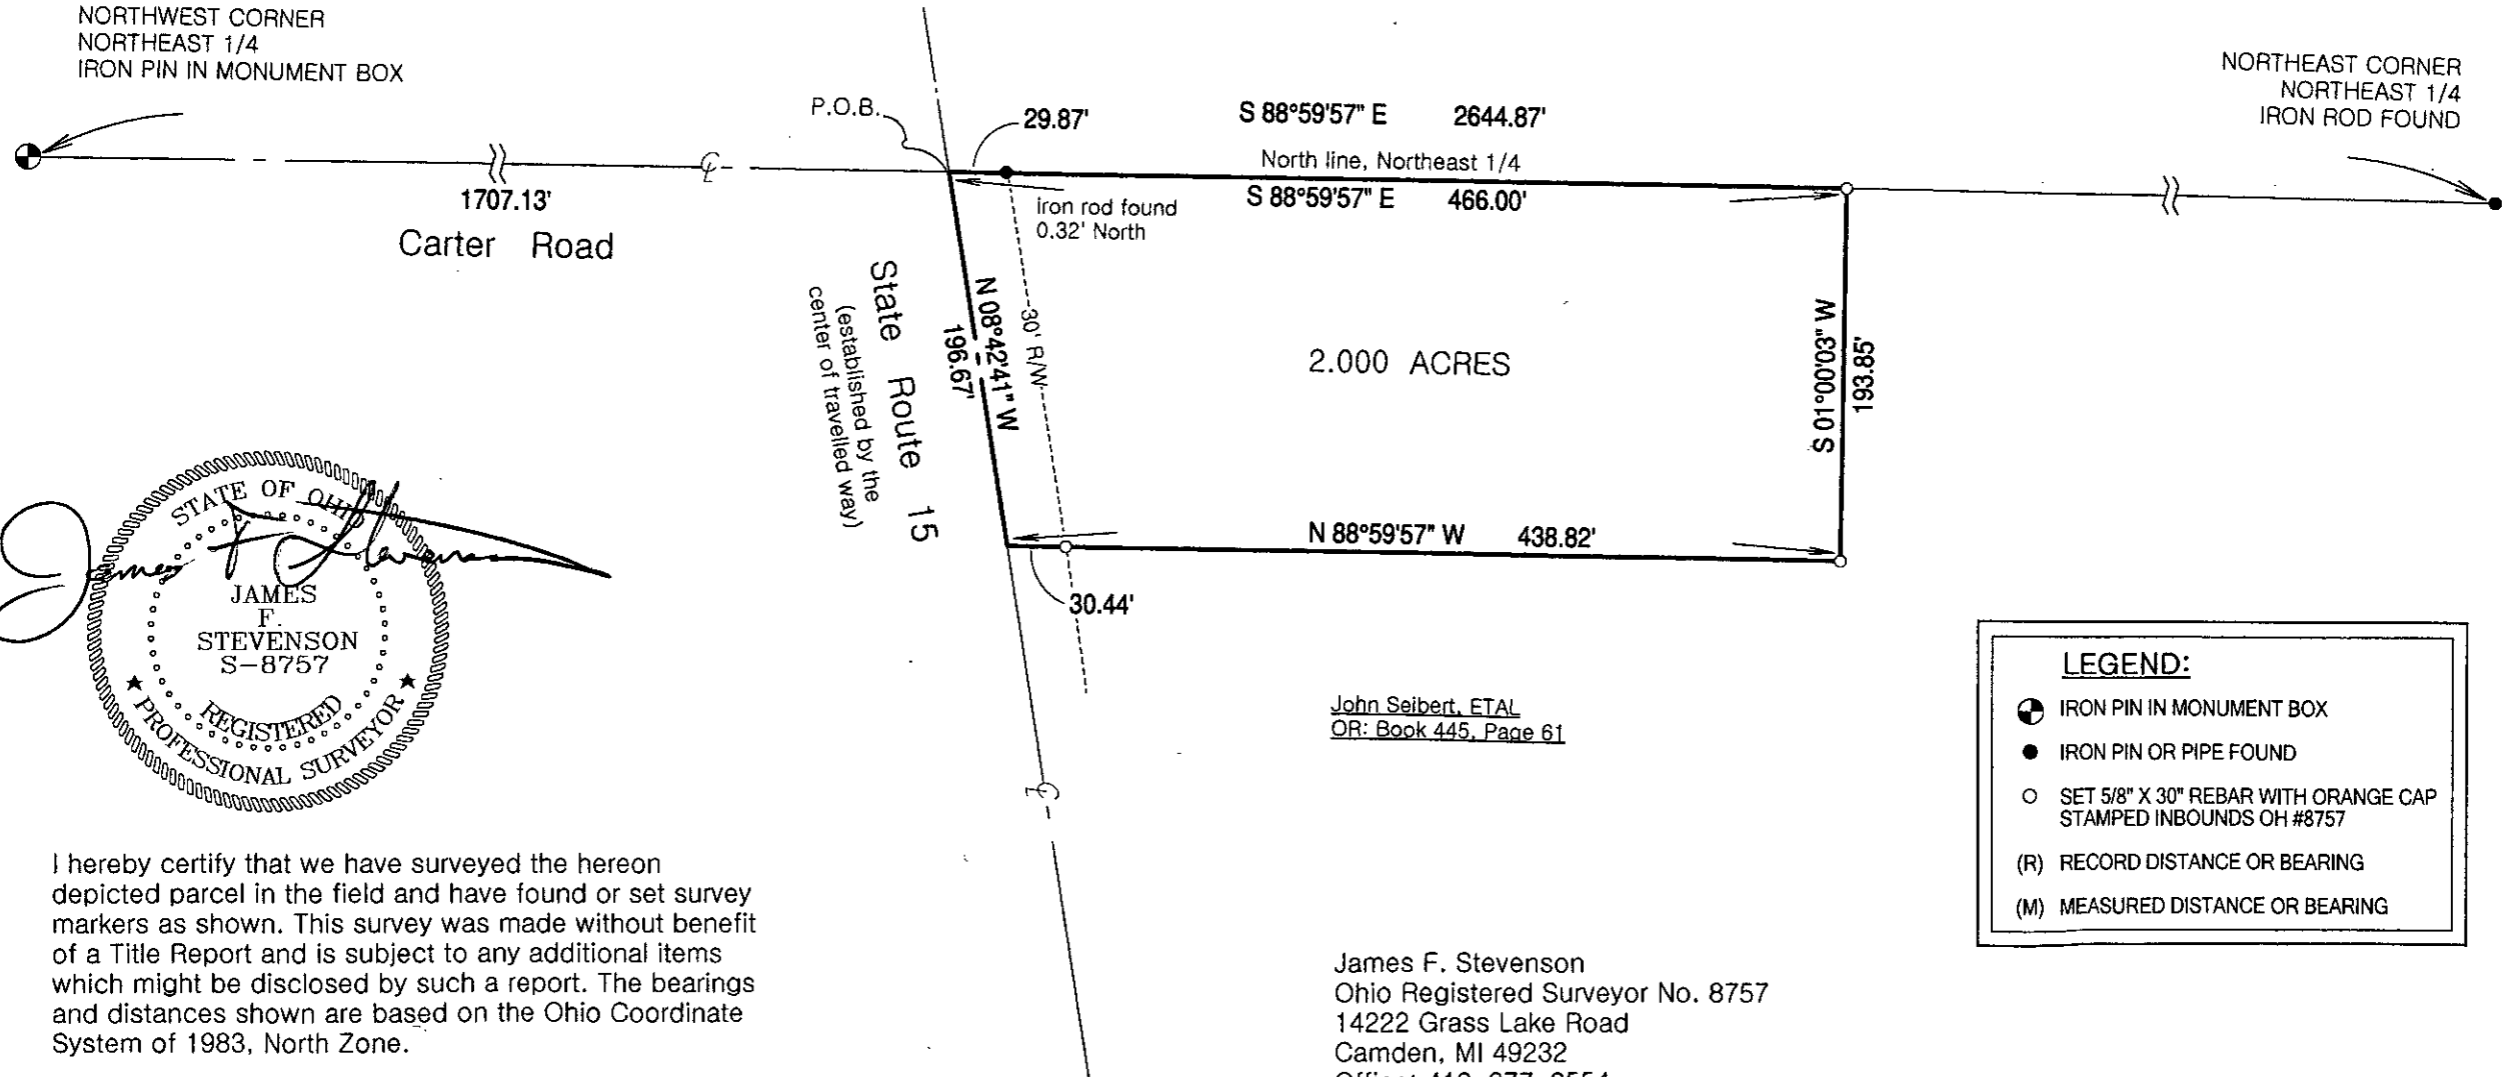 NORTHWEST CORNER
NORTHEAST 1/4
IRON PIN IN MONUMENT BOX
NORTHEAST CORNER
NORTHEAST 1/4
IRON ROD FOUND
P.O.B.
29.87'
S 88°59'57" E 2644.87'
North line, Northeast 1/4
S 88°59'57" E 466.00'
1707.13'
Carter Road
iron rod found
0.32' North
State Route 15
(established by the
center of travelled way)
N 08°42'41" W
196.67'
30' R/W
2.000 ACRES
S 01°00'03" W
193.85'
N 88°59'57" W 438.82'
30.44'
STATE OF OHIO
JAMES
F.
STEVENSON
S-8757
REGISTERED
PROFESSIONAL SURVEYOR
John Seibert, ETAL
OR: Book 445, Page 61
LEGEND:
IRON PIN IN MONUMENT BOX
IRON PIN OR PIPE FOUND
SET 5/8" X 30" REBAR WITH ORANGE CAP
STAMPED INBOUNDS OH #8757
(R) RECORD DISTANCE OR BEARING
(M) MEASURED DISTANCE OR BEARING
I hereby certify that we have surveyed the hereon
depicted parcel in the field and have found or set survey
markers as shown. This survey was made without benefit
of a Title Report and is subject to any additional items
which might be disclosed by such a report. The bearings
and distances shown are based on the Ohio Coordinate
System of 1983, North Zone.
James F. Stevenson
Ohio Registered Surveyor No. 8757
14222 Grass Lake Road
Camden, MI 49232